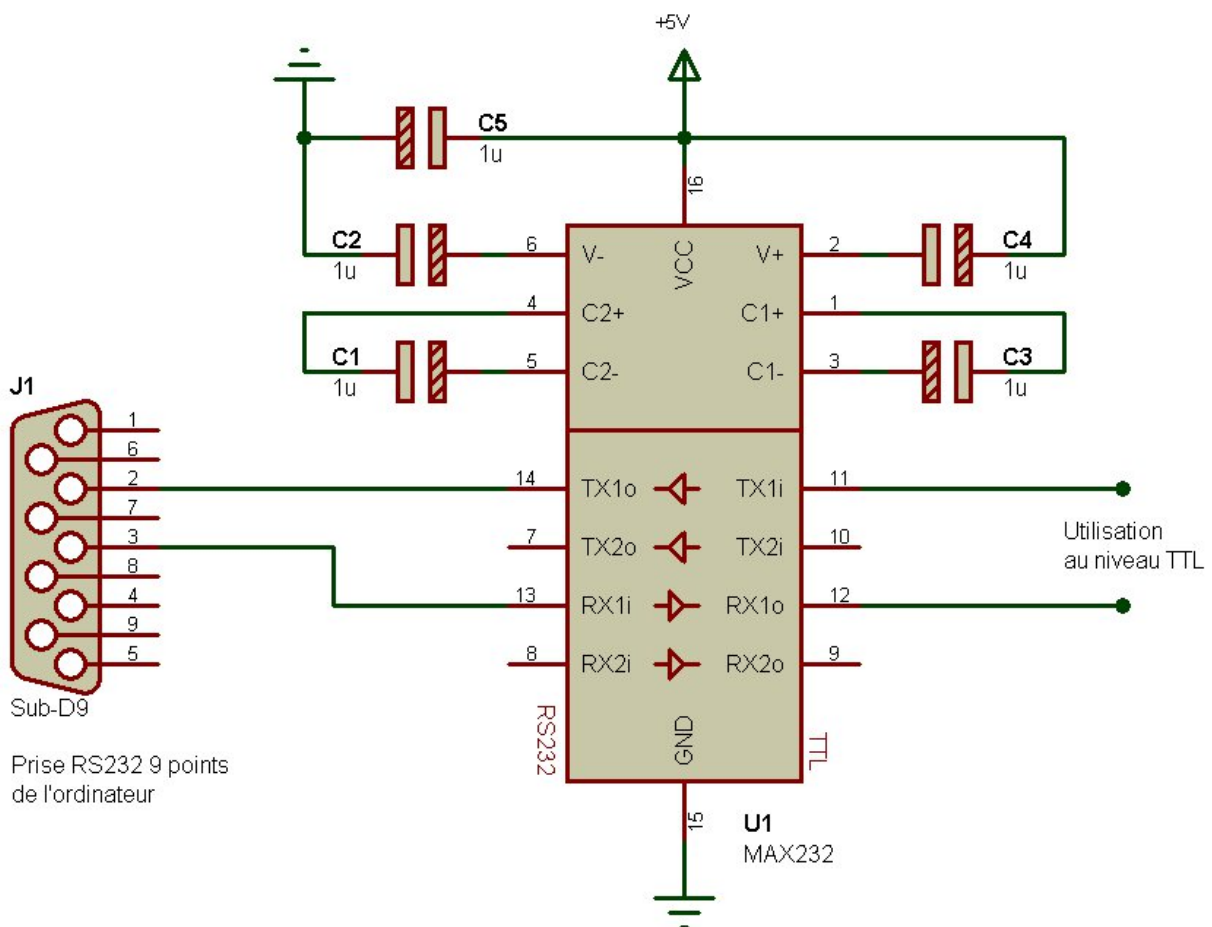 +5V
C5
1u
16
C2
1u
6
V-
VCC
V+
2
C4
1u
4
C2+
C1+
1
C1
1u
5
C2-
C1-
3
C3
1u
J1
1
6
2
7
3
8
4
9
5
14
TX1o
TX1i
11
7
TX2o
TX2i
10
Utilisation
au niveau TTL
13
RX1i
RX1o
12
8
RX2i
RX2o
9
Sub-D9
RS232
GND
TTL
Prise RS232 9 points
de l'ordinateur
15
U1
MAX232